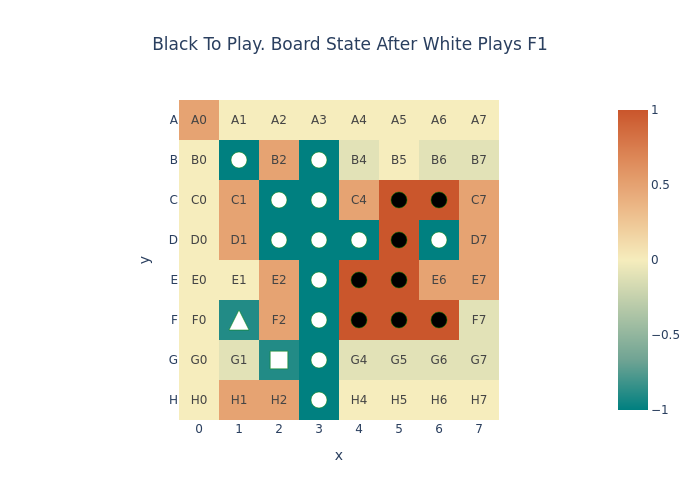 Black To Play. Board State After White Plays F1
A A0 A1 A2 A3 A4 A5 A6 A7
B B0 B2 B4 B5 B6 B7
C C0 C1 C4 C7
D D0 D1 D7
E E0 E1 E2 E6 E7
F F0 F2 F7
G G0 G1 G4 G5 G6 G7
H H0 H1 H2 H4 H5 H6 H7
0 1 2 3 4 5 6 7
x
y
1
0.5
0
−0.5
−1